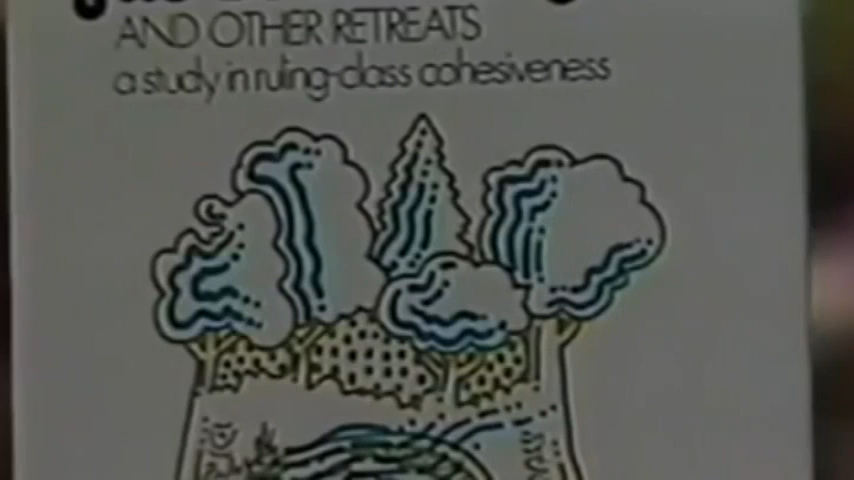 AND OTHER RETREATS
a study in ruling-class cohesiveness